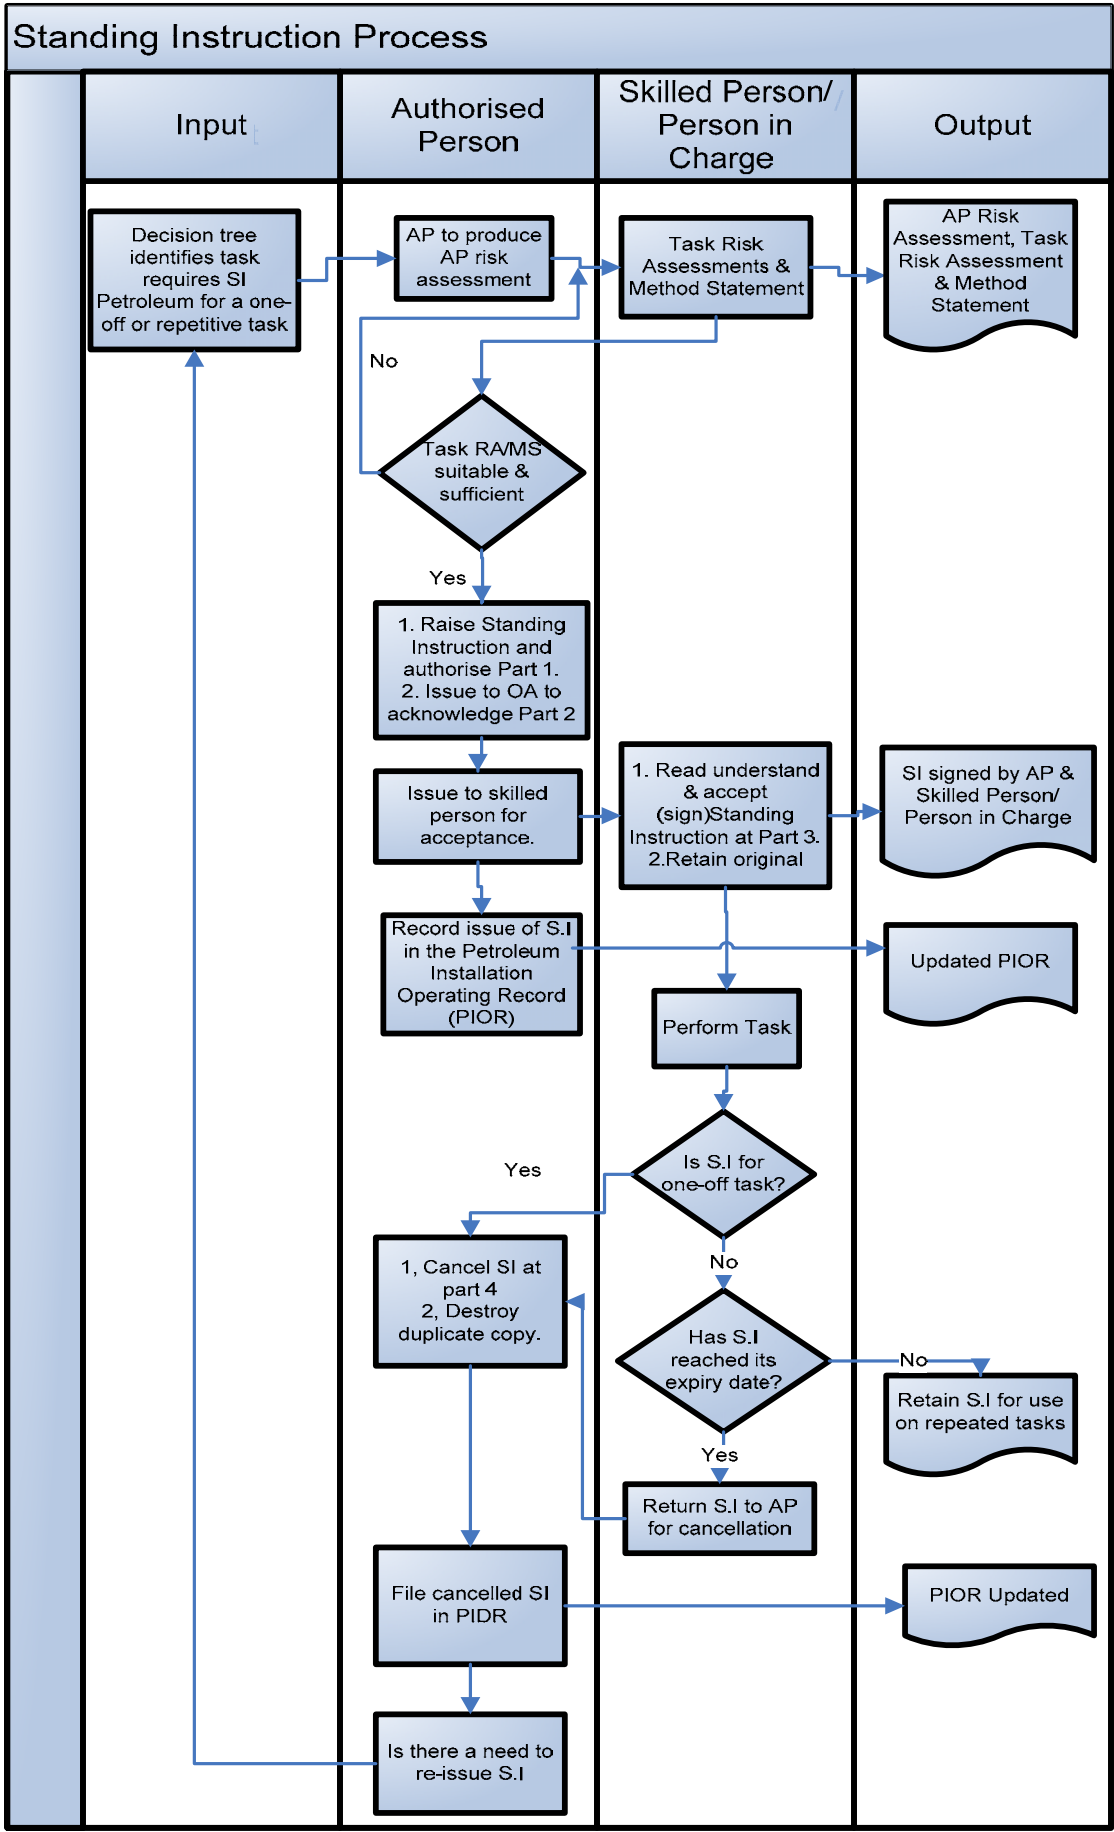 Standing Instruction Process
Input
Authorised
Person
Skilled Person/
Person in
Charge
Output
Decision tree
identifies task
requires SI
Petroleum for a one-
off or repetitive task
AP to produce
AP risk
assessment
Task Risk
Assessments &
Method Statement
AP Risk
Assessment, Task
Risk Assessment
& Method
Statement
No
Task RA/MS
suitable &
sufficient
Yes
1. Raise Standing
Instruction and
authorise Part 1.
2. Issue to OA to
acknowledge Part 2
Issue to skilled
person for
acceptance.
1. Read understand
& accept
(sign)Standing
Instruction at Part 3.
2.Retain original
SI signed by AP &
Skilled Person/
Person in Charge
Record issue of S.I
in the Petroleum
Installation
Operating Record
(PIOR)
Updated PIOR
Perform Task
Is S.I for
one-off task?
Yes
No
1, Cancel SI at
part 4
2, Destroy
duplicate copy.
Has S.I
reached its
expiry date?
No
Retain S.I for use
on repeated tasks
Yes
Return S.I to AP
for cancellation
File cancelled SI
in PIDR
PIOR Updated
Is there a need to
re-issue S.I